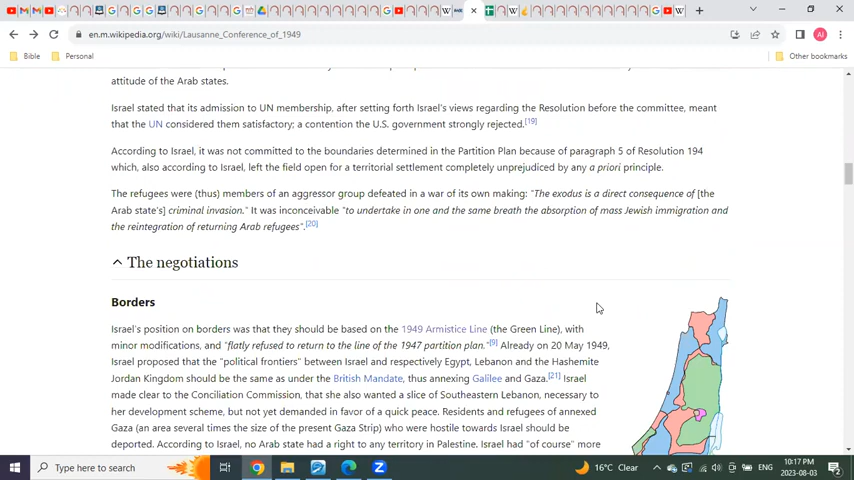 en.m.wikipedia.org/wiki/Lausanne_Conference_of_1949
Bible
Personal
Other bookmarks
attitude of the Arab states.
Israel stated that its admission to UN membership, after setting forth Israel's views regarding the Resolution before the committee, meant
that the UN considered them satisfactory; a contention the U.S. government strongly rejected.[19]
According to Israel, it was not committed to the boundaries determined in the Partition Plan because of paragraph 5 of Resolution 194
which, also according to Israel, left the field open for a territorial settlement completely unprejudiced by any a priori principle.
The refugees were (thus) members of an aggressor group defeated in a war of its own making: "The exodus is a direct consequence of [the
Arab state's] criminal invasion." It was inconceivable "to undertake in one and the same breath the absorption of mass Jewish immigration and
the reintegration of returning Arab refugees".[20]
The negotiations
Borders
Israel's position on borders was that they should be based on the 1949 Armistice Line (the Green Line), with
minor modifications, and "flatly refused to return to the line of the 1947 partition plan."[9] Already on 20 May 1949,
Israel proposed that the "political frontiers" between Israel and respectively Egypt, Lebanon and the Hashemite
Jordan Kingdom should be the same as under the British Mandate, thus annexing Galilee and Gaza.[21] Israel
made clear to the Conciliation Commission, that she also wanted a slice of Southeastern Lebanon, necessary to
her development scheme, but not yet demanded in favor of a quick peace. Residents and refugees of annexed
Gaza (an area several times the size of the present Gaza Strip) who were hostile towards Israel should be
deported. According to Israel, no Arab state had a right to any territory in Palestine. Israel had "of course" more
Type here to search
16°C Clear
ENG
10:17 PM
2023-08-03